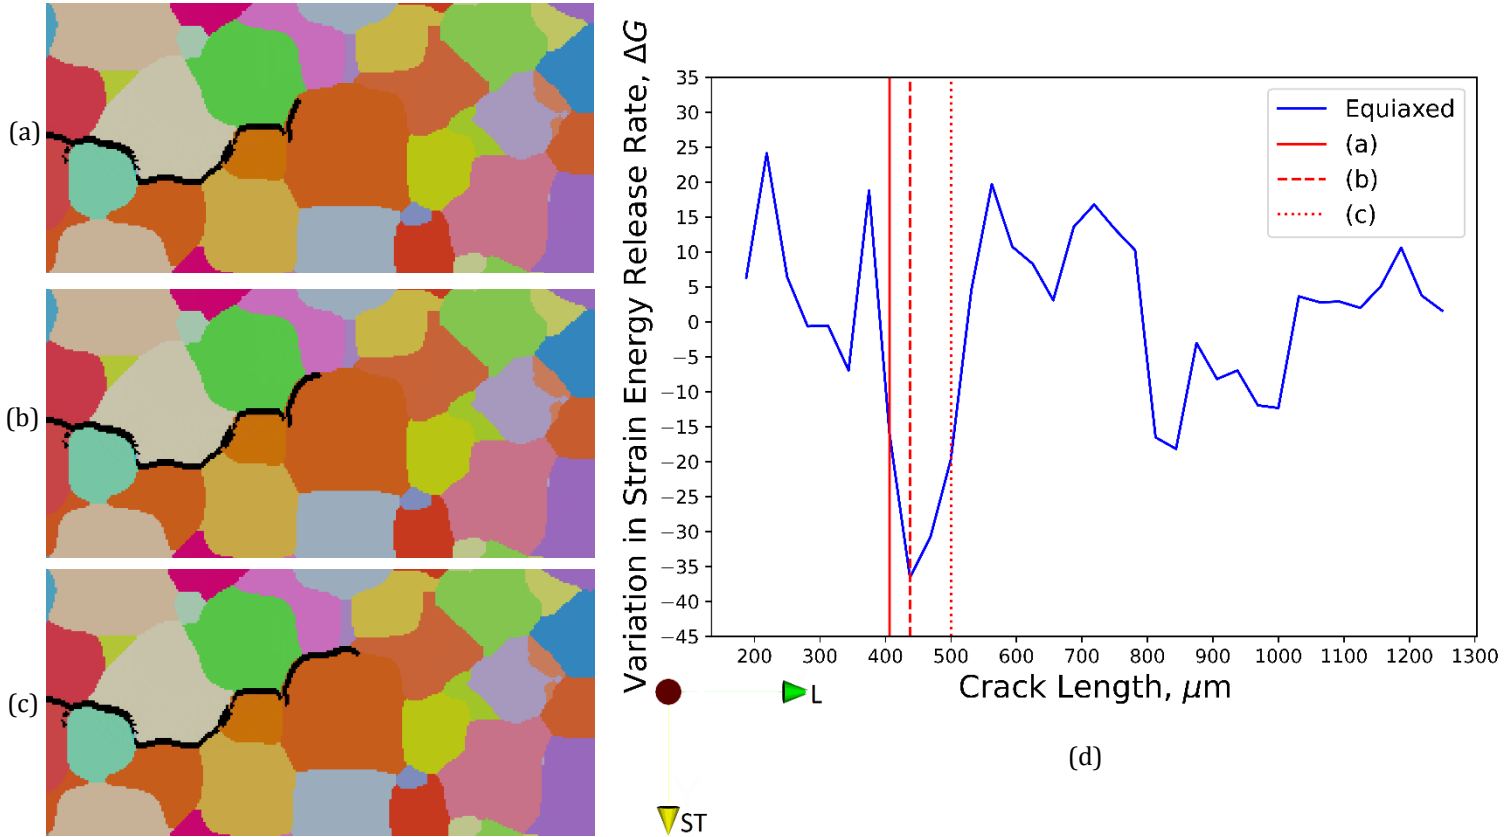 (a)
(b)
(c)
Variation in Strain Energy Release Rate, ΔG
35
30
25
20
15
10
5
0
−5
−10
−15
−20
−25
−30
−35
−40
−45
Equiaxed
(a)
(b)
(c)
200 300 400 500 600 700 800 900 1000 1100 1200 1300
Crack Length, μm
L
ST
(d)